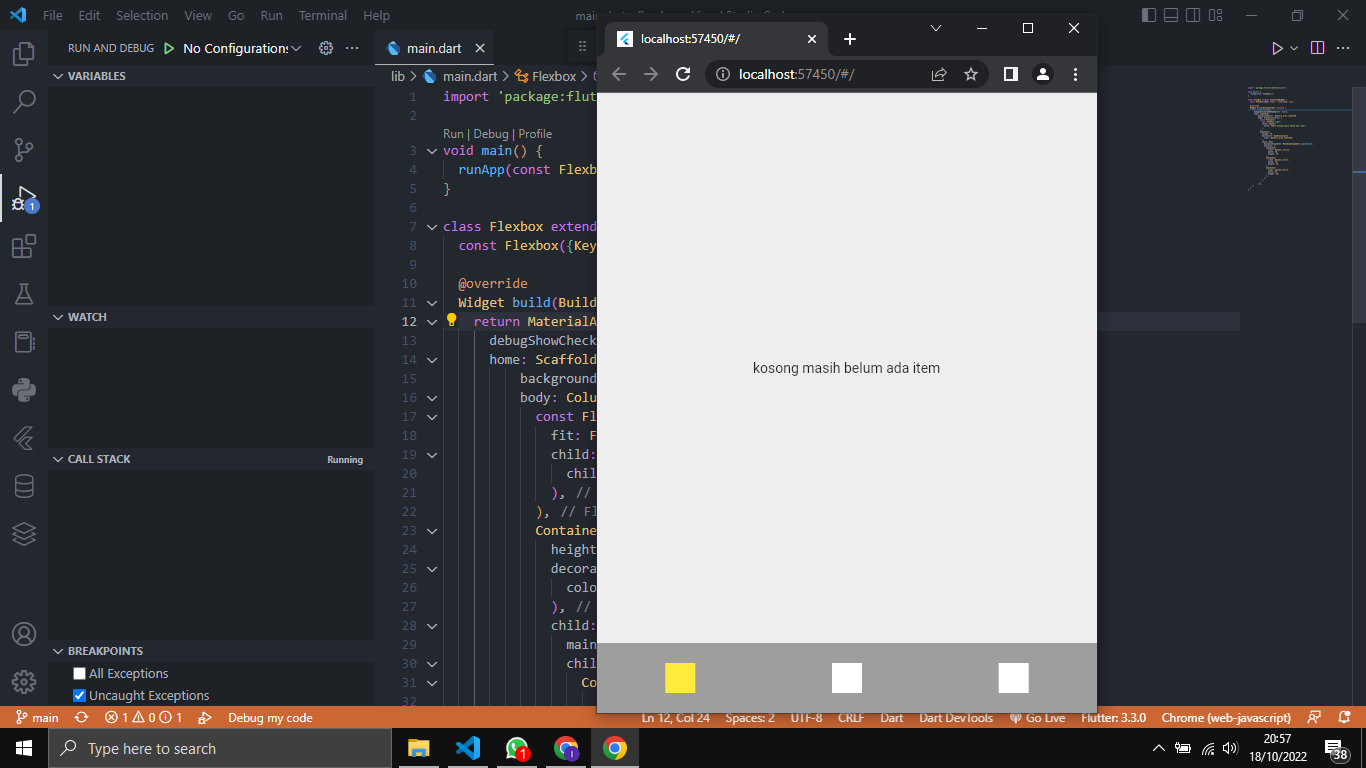 File Edit Selection View Go Run Terminal Help
RUN AND DEBUG No Configurations
main.dart
lib > main.dart > Flexbox >
VARIABLES
WATCH
CALL STACK Running
BREAKPOINTS
All Exceptions
Uncaught Exceptions
1 import 'package:flut
2
Run | Debug | Profile
3 void main() {
4 runApp(const Flexb
5 }
6
7 class Flexbox extend
8 const Flexbox({Key
9
10 @override
11 Widget build(Build
12 return MaterialA
13 debugShowCheck
14 home: Scaffold
15 background
16 body: Colu
17 const Fl
18 fit: F
19 child:
20 chil
21 ), //
22 ), // Fl
23 Containe
24 height
25 decora
26 colo
27 ), //
28 child:
29 main
30 chil
31 Co
32
localhost:57450/#/
localhost:57450/#/
kosong masih belum ada item
1
main 1 0 1 Debug my code Ln 12, Col 24 Spaces: 2 UTF-8 CRLF Dart Dart DevTools Go Live Flutter: 3.3.0 Chrome (web-javascript)
Type here to search
1
I
20:57
18/10/2022
38